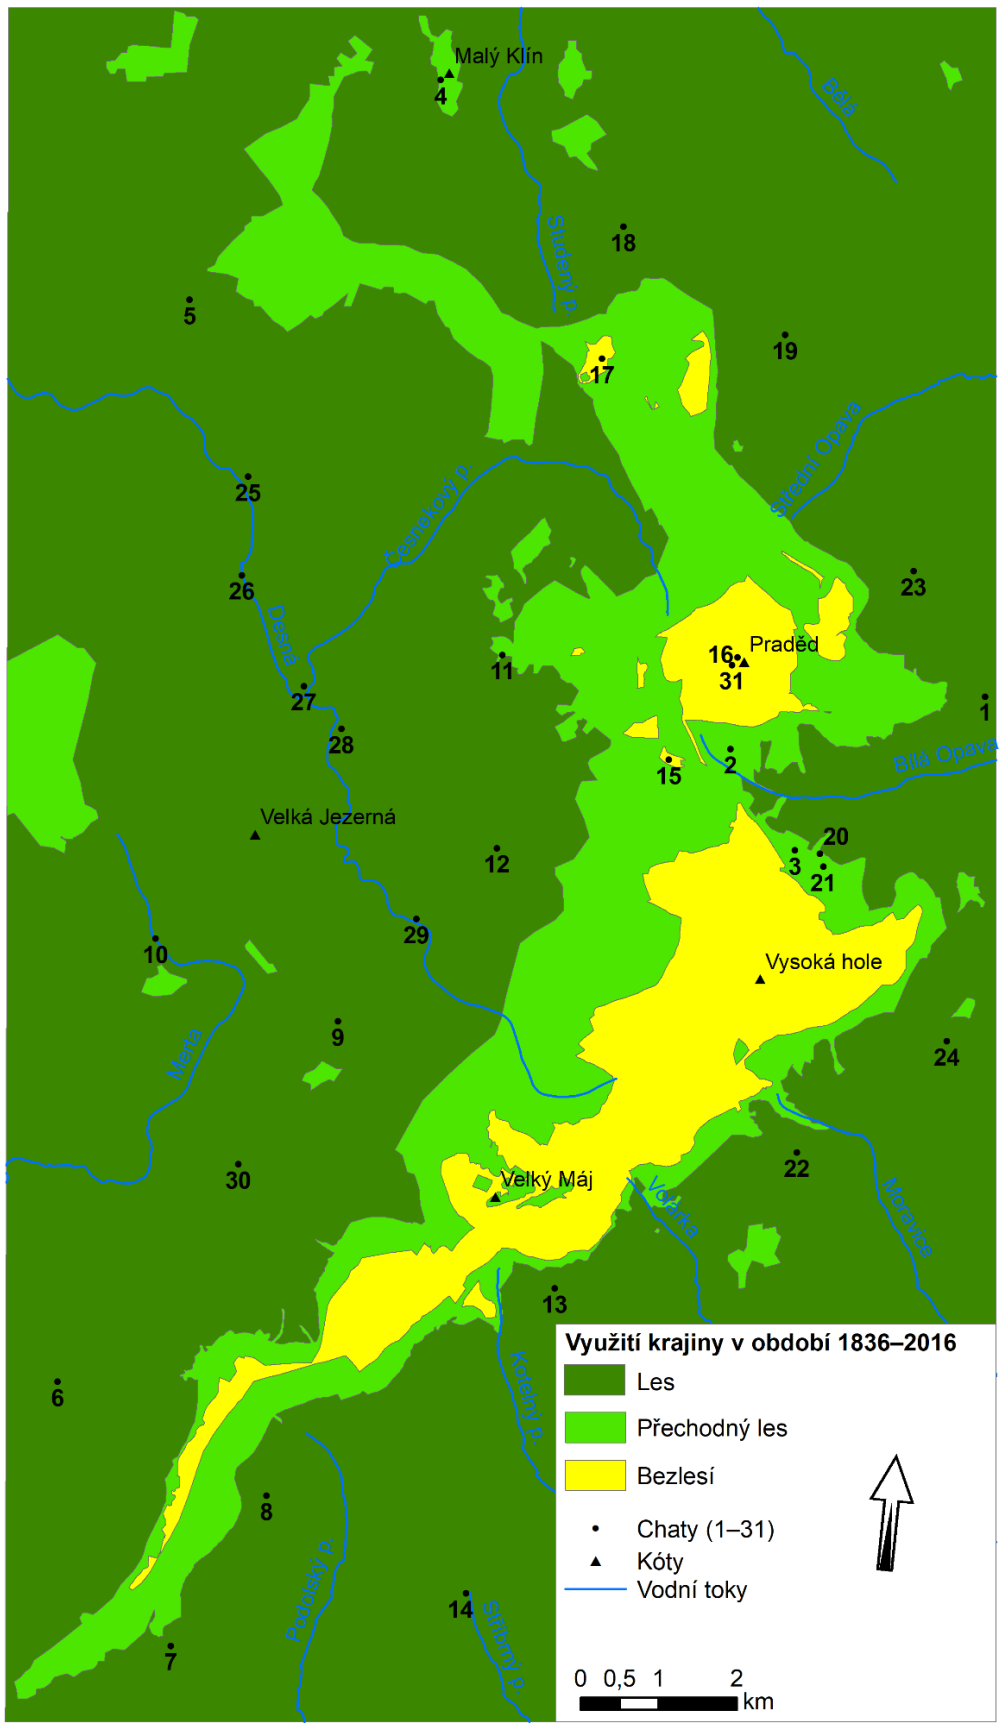 Malý Klín
4
Bělá
Studený p.
18
5
19
17
Střední Opava
25
Česnekový p.
26
23
Desná
Praděd
16
11
31
27
1
28
Bílá Opava
2
15
Velká Jezerná
20
12
3
21
29
10
Vysoká hole
9
Merta
24
22
30
Velký Máj
Volárka
Moravice
13
Kotelný p.
6
8
Podolský p.
14
Stříbrný p.
7
Využití krajiny v období 1836–2016
Les
Přechodný les
Bezlesí
Chaty (1–31)
Kóty
Vodní toky
0 0,5 1 2
km